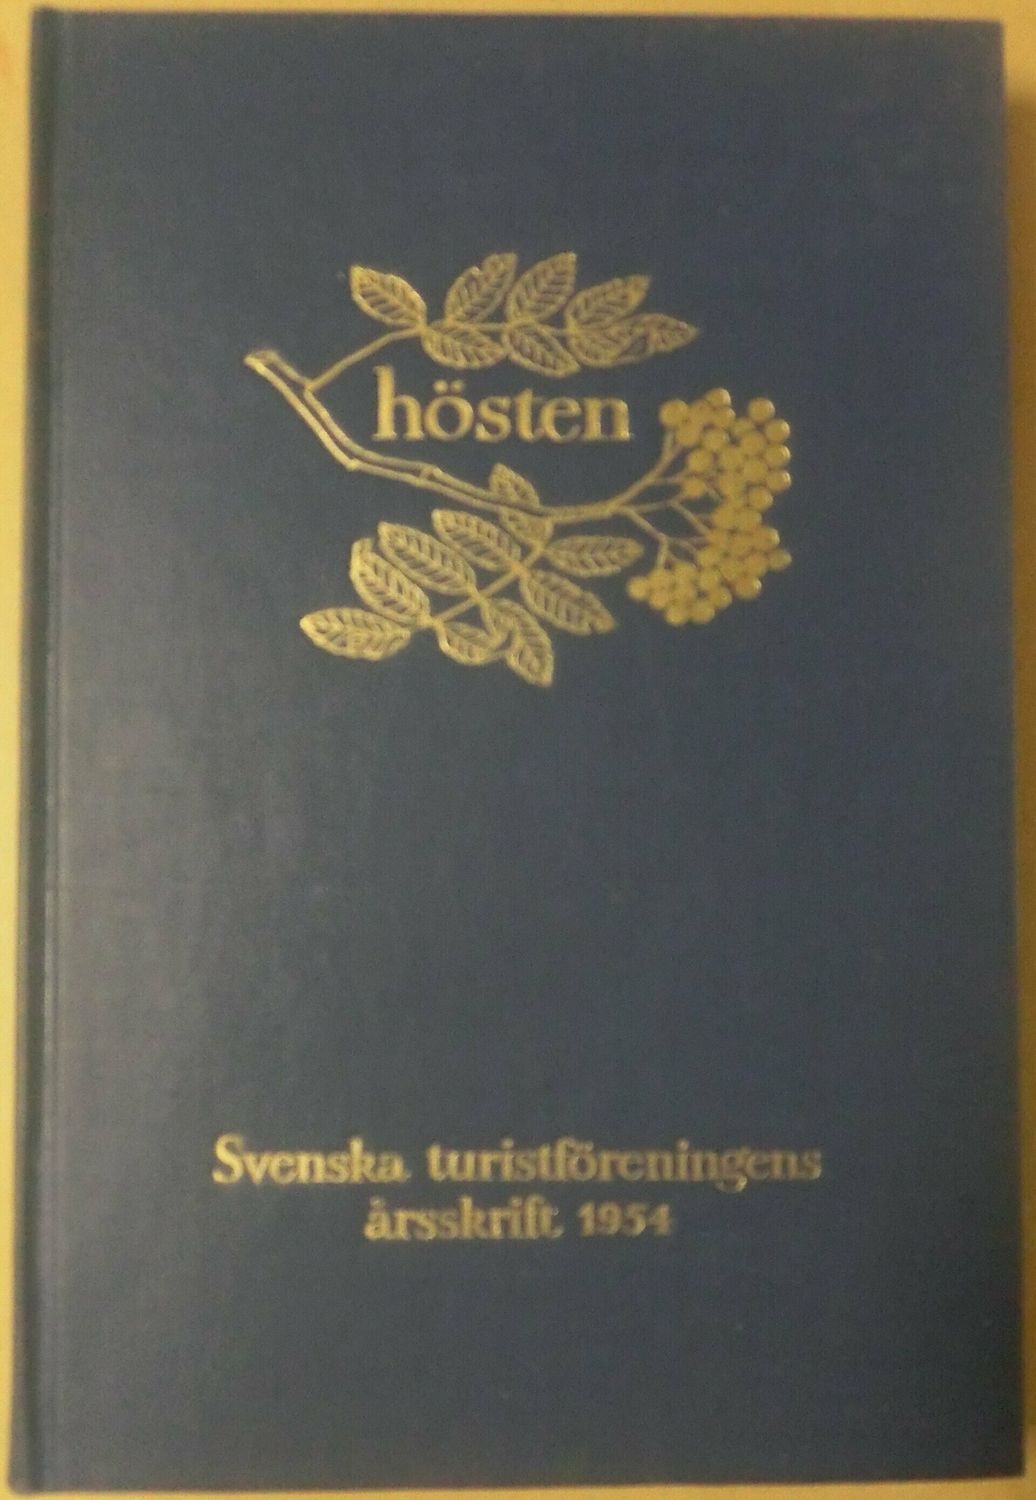 hösten
Svenska turistföreningens
årsskrift 1954